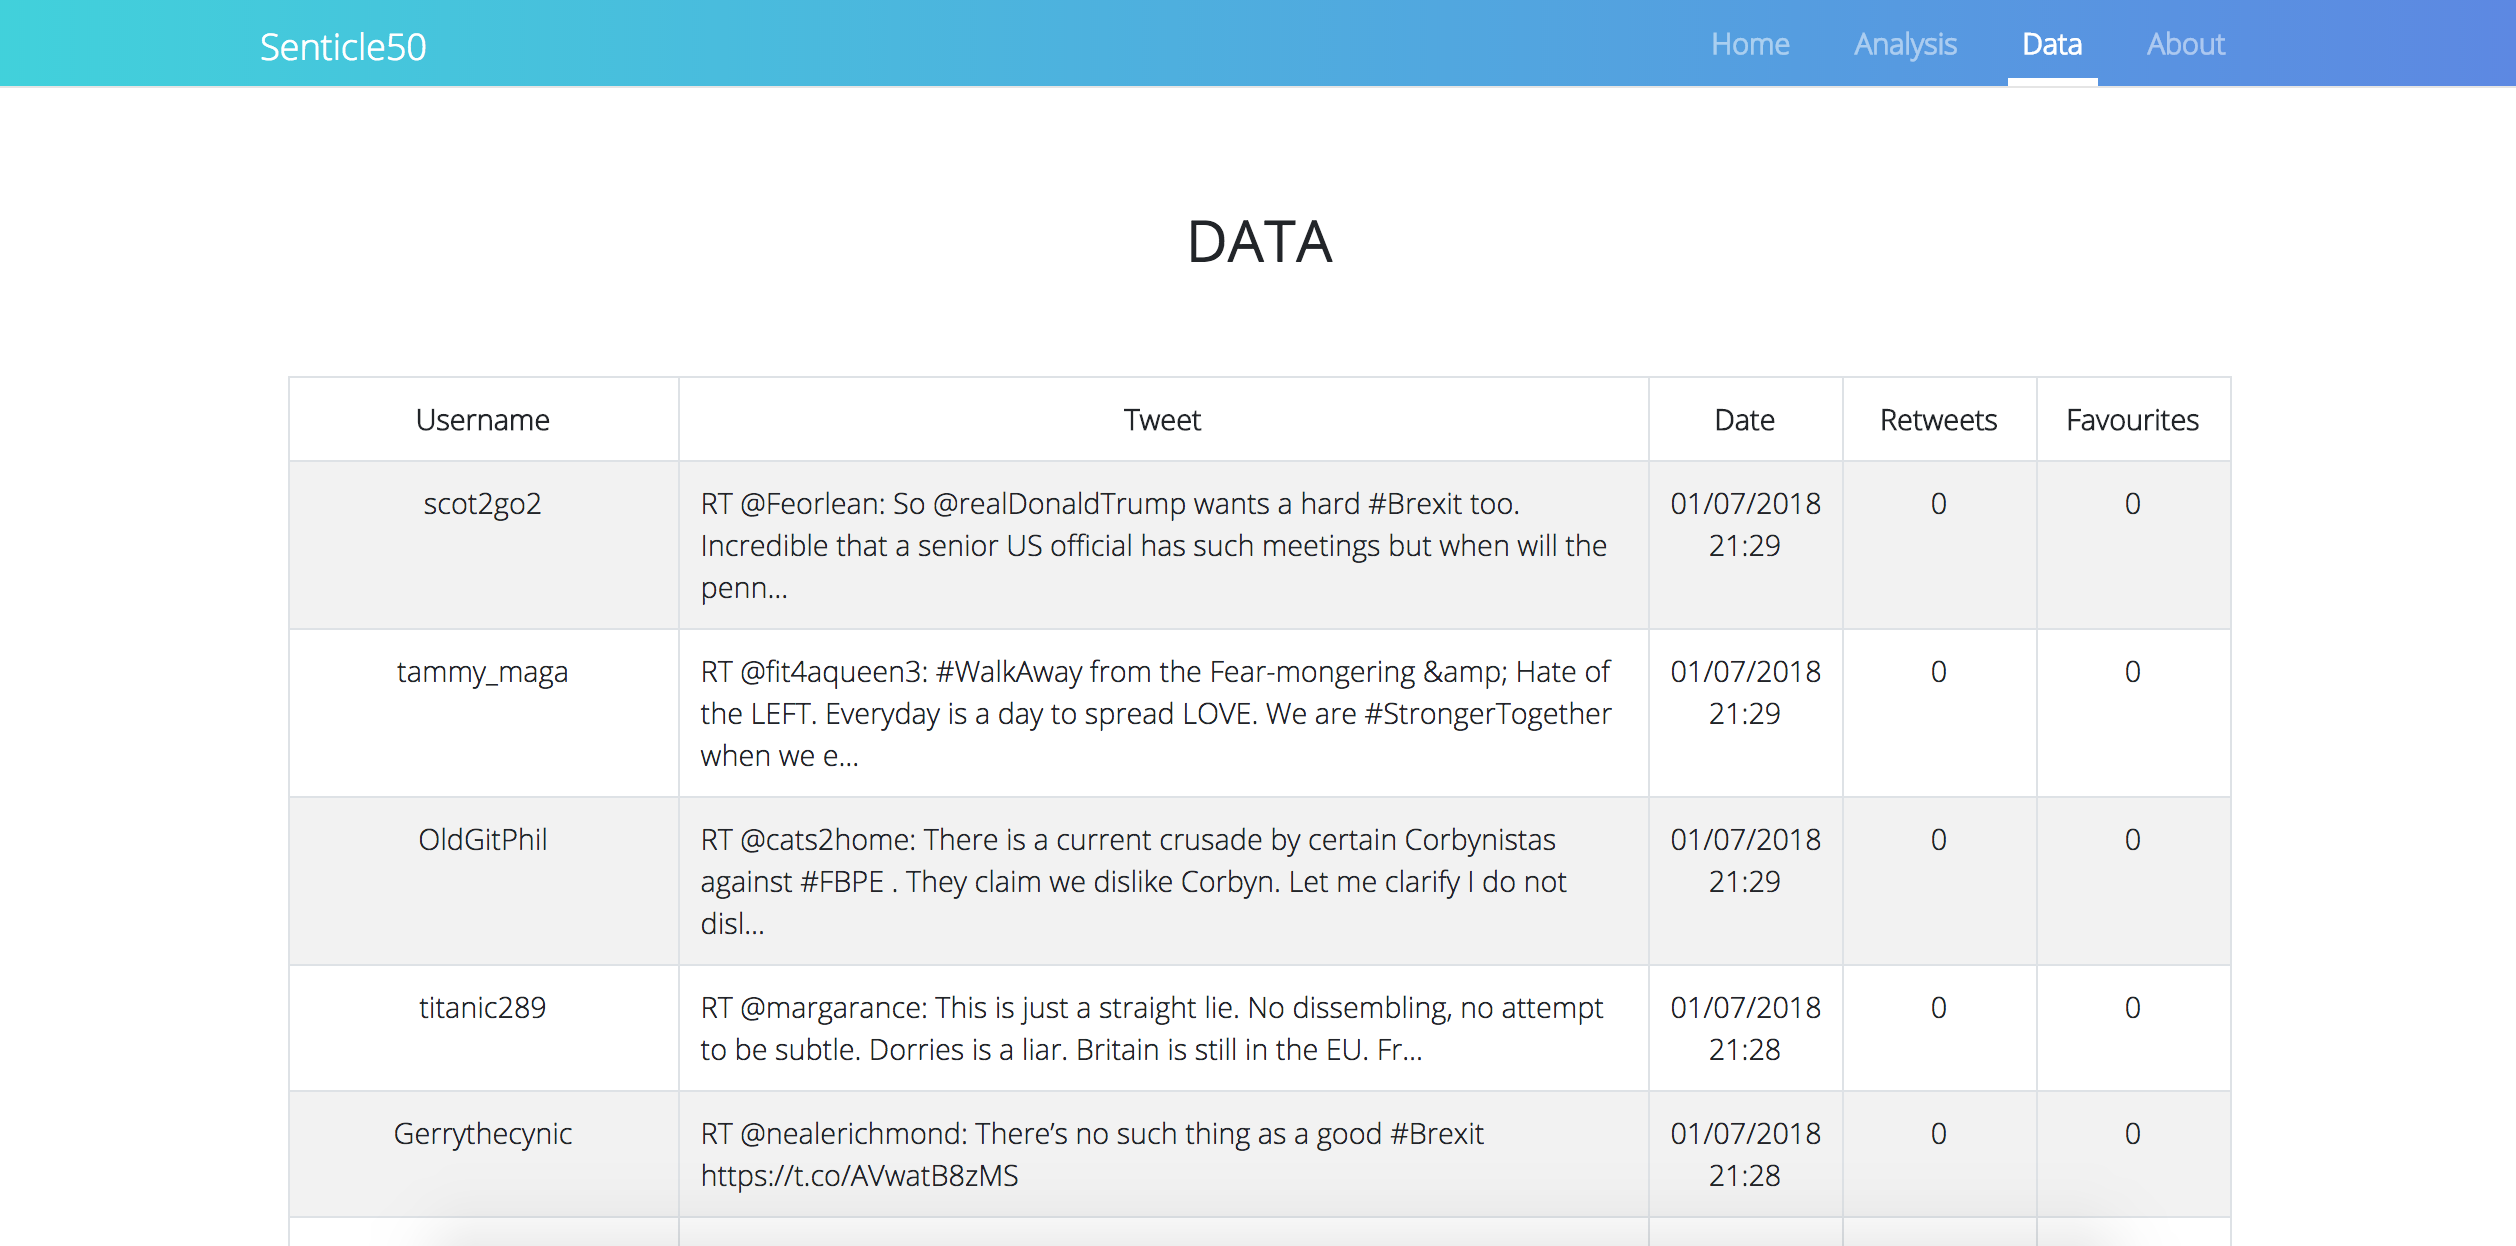 Senticle50
Home Analysis Data About
DATA
Username Tweet Date Retweets Favourites
scot2go2 RT @Feorlean: So @realDonaldTrump wants a hard #Brexit too. 01/07/2018 0 0
Incredible that a senior US official has such meetings but when will the 21:29
penn...
tammy_maga RT @fit4aqueen3: #WalkAway from the Fear-mongering &amp; Hate of 01/07/2018 0 0
the LEFT. Everyday is a day to spread LOVE. We are #StrongerTogether 21:29
when we e...
OldGitPhil RT @cats2home: There is a current crusade by certain Corbynistas 01/07/2018 0 0
against #FBPE . They claim we dislike Corbyn. Let me clarify I do not 21:29
disl...
titanic289 RT @margarance: This is just a straight lie. No dissembling, no attempt 01/07/2018 0 0
to be subtle. Dorries is a liar. Britain is still in the EU. Fr... 21:28
Gerrythecynic RT @nealerichmond: There’s no such thing as a good #Brexit 01/07/2018 0 0
https://t.co/AVwatB8zMS 21:28